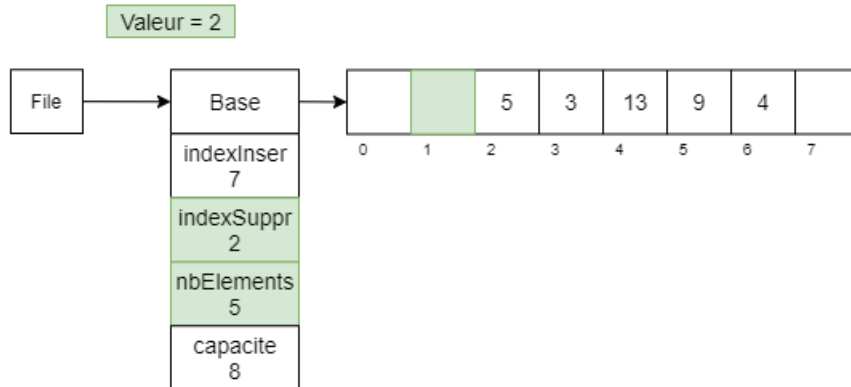 Valeur = 2
File
Base
5 3 13 9 4
0 1 2 3 4 5 6 7
indexInser
7
indexSuppr
2
nbElements
5
capacite
8